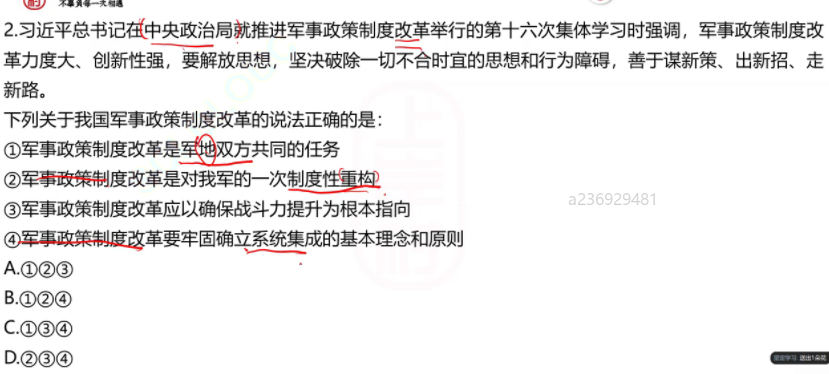 不辜负每一天相遇
2.习近平总书记在中央政治局就推进军事政策制度改革举行的第十六次集体学习时强调，军事政策制度改
革力度大、创新性强，要解放思想，坚决破除一切不合时宜的思想和行为障碍，善于谋新策、出新招、走
新路。
下列关于我国军事政策制度改革的说法正确的是：
①军事政策制度改革是军地双方共同的任务
②军事政策制度改革是对我军的一次制度性重构
③军事政策制度改革应以确保战斗力提升为根本指向
a236929481
④军事政策制度改革要牢固确立系统集成的基本理念和原则
A.①②③
B.①②④
C.①③④
D.②③④